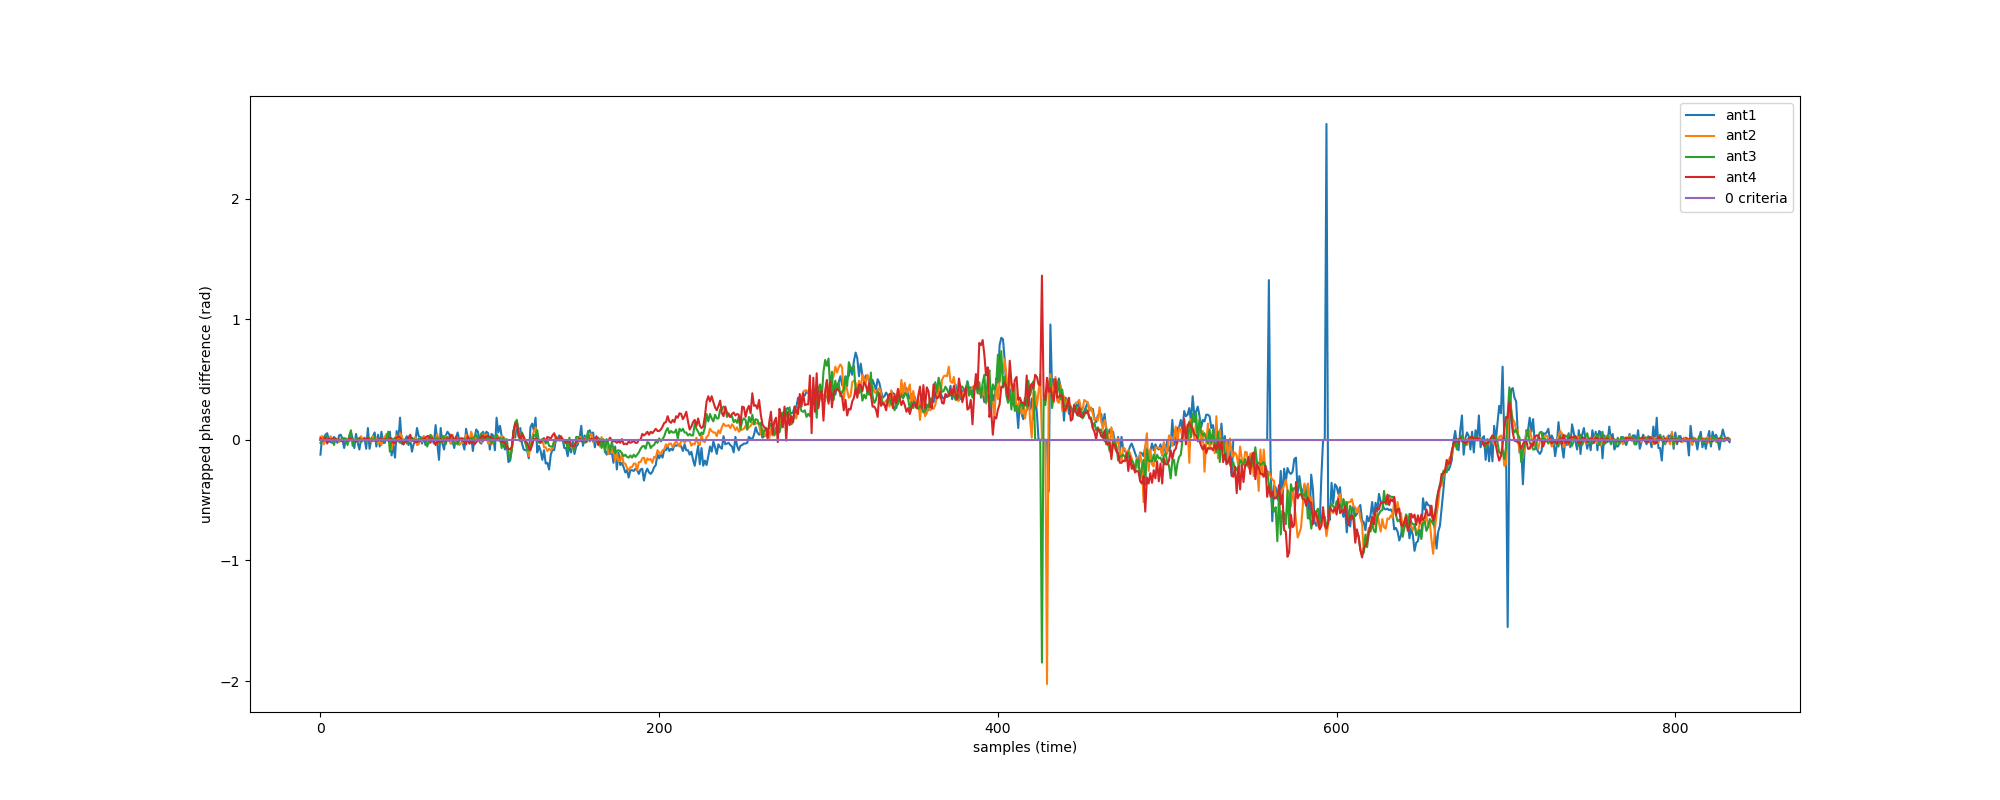 ant1
ant2
ant3
ant4
0 criteria
unwrapped phase difference (rad)
2
1
0
−1
−2
0 200 400 600 800
samples (time)